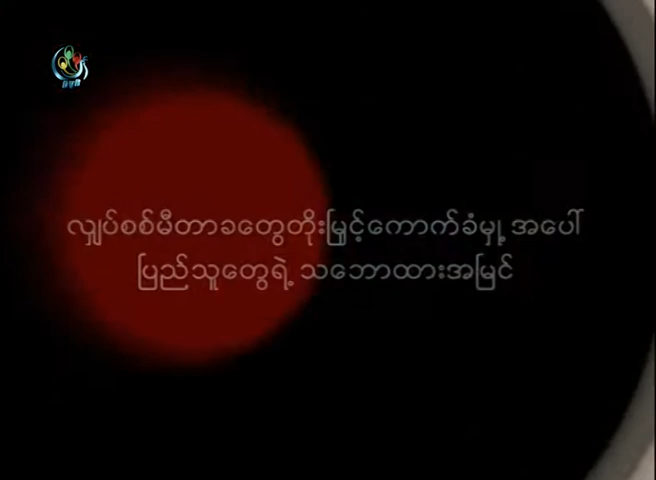 လျှပ်စစ်မီတာခတွေတိုးမြှင့်ကောက်ခံမှု့ အပေါ်
ပြည်သူတွေရဲ့ သဘောထားအမြင်